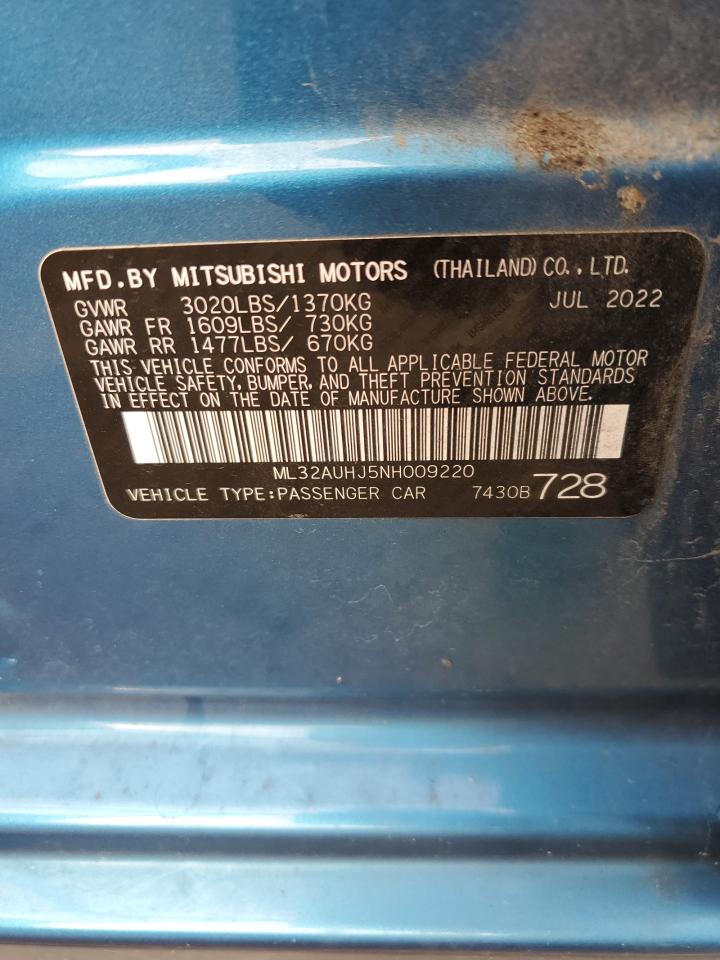 MFD.BY MITSUBISHI MOTORS (THAILAND)CO.,LTD.
GVWR 3020LBS/1370KG JUL 2022
GAWR FR 1609LBS/ 730KG
GAWR RR 1477LBS/ 670KG
THIS VEHICLE CONFORMS TO ALL APPLICABLE FEDERAL MOTOR
VEHICLE SAFETY, BUMPER, AND THEFT PREVENTION STANDARDS
IN EFFECT ON THE DATE OF MANUFACTURE SHOWN ABOVE.
ML32AUHJ5NH009220
VEHICLE TYPE:PASSENGER CAR 7430B 728